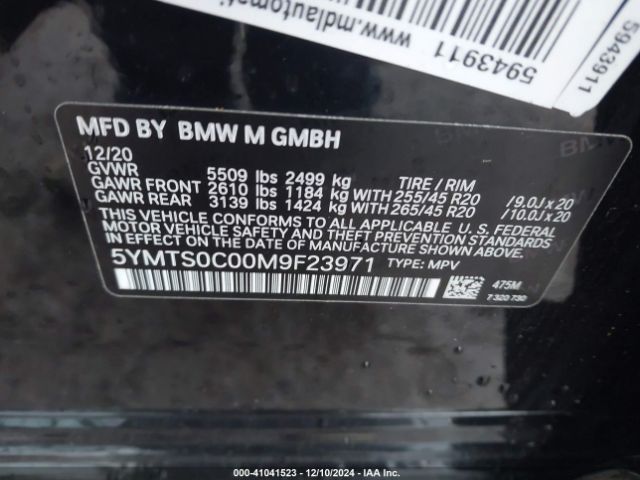 www.mdlautomati
5943911
5943911
MFD BY BMW M GMBH
12/20
GVWR 5509 lbs 2499 kg TIRE / RIM
GAWR FRONT 2610 lbs 1184 kg WITH 255/45 R20 /9.0J x 20
GAWR REAR 3139 lbs 1424 kg WITH 265/45 R20 /10.0J x 20
THIS VEHICLE CONFORMS TO ALL APPLICABLE U.S. FEDERAL
MOTOR VEHICLE SAFETY AND THEFT PREVENTION STANDARDS
IN EFFECT ON THE DATE OF MANUFACTURE SHOWN ABOVE.
5YMTS0C00M9F23971 TYPE: MPV
475M
7 320 730
000-41041523 - 12/10/2024 - IAA Inc.